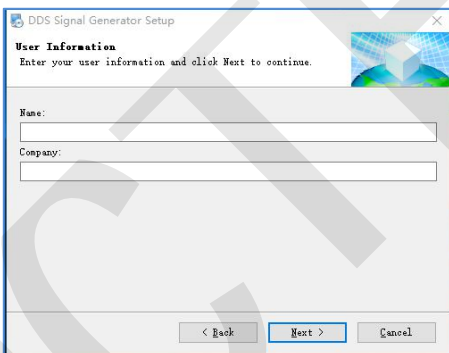 DDS Signal Generator Setup
User Information
Enter your user information and click Next to continue.
Name:
Company:
< Back
Next >
Cancel